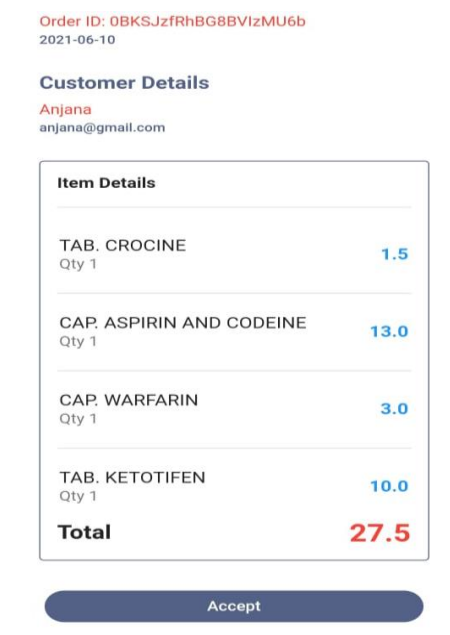 Order ID: 0BKSJzfRhBG8BVIzMU6b
2021-06-10
Customer Details
Anjana
anjana@gmail.com
Item Details
TAB. CROCINE
Qty 1
1.5
CAP. ASPIRIN AND CODEINE
Qty 1
13.0
CAP. WARFARIN
Qty 1
3.0
TAB. KETOTIFEN
Qty 1
10.0
Total 27.5
Accept